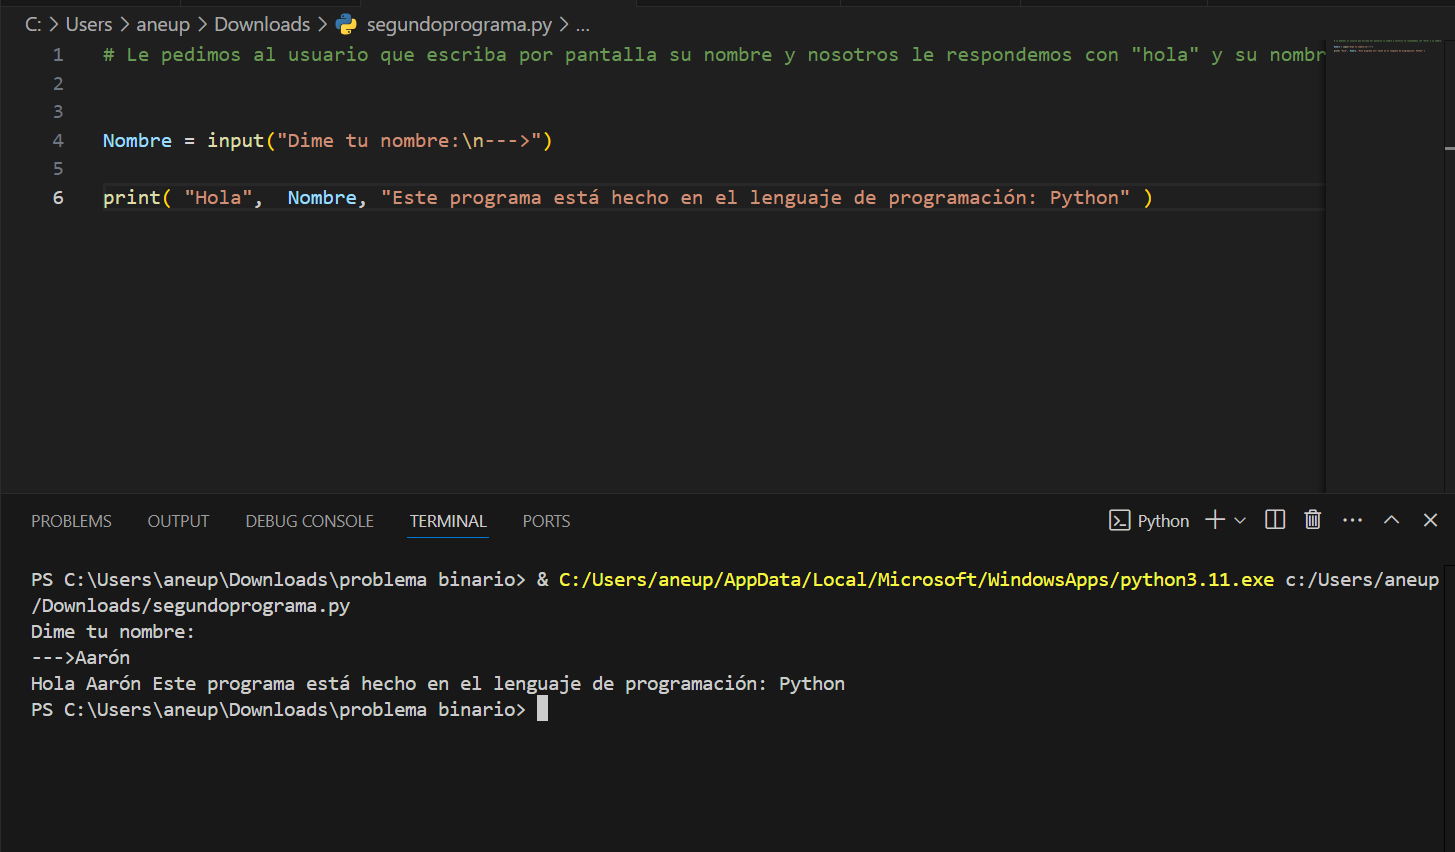 C: > Users > aneup > Downloads > segundoprograma.py > ...
1 # Le pedimos al usuario que escriba por pantalla su nombre y nosotros le respondemos con "hola" y su nombr
2
3
4 Nombre = input("Dime tu nombre:\n--->")
5
6 print( "Hola",  Nombre, "Este programa está hecho en el lenguaje de programación: Python" )
PROBLEMS OUTPUT DEBUG CONSOLE TERMINAL PORTS Python
PS C:\Users\aneup\Downloads\problema binario> & C:/Users/aneup/AppData/Local/Microsoft/WindowsApps/python3.11.exe c:/Users/aneup
/Downloads/segundoprograma.py
Dime tu nombre:
--->Aarón
Hola Aarón Este programa está hecho en el lenguaje de programación: Python
PS C:\Users\aneup\Downloads\problema binario>